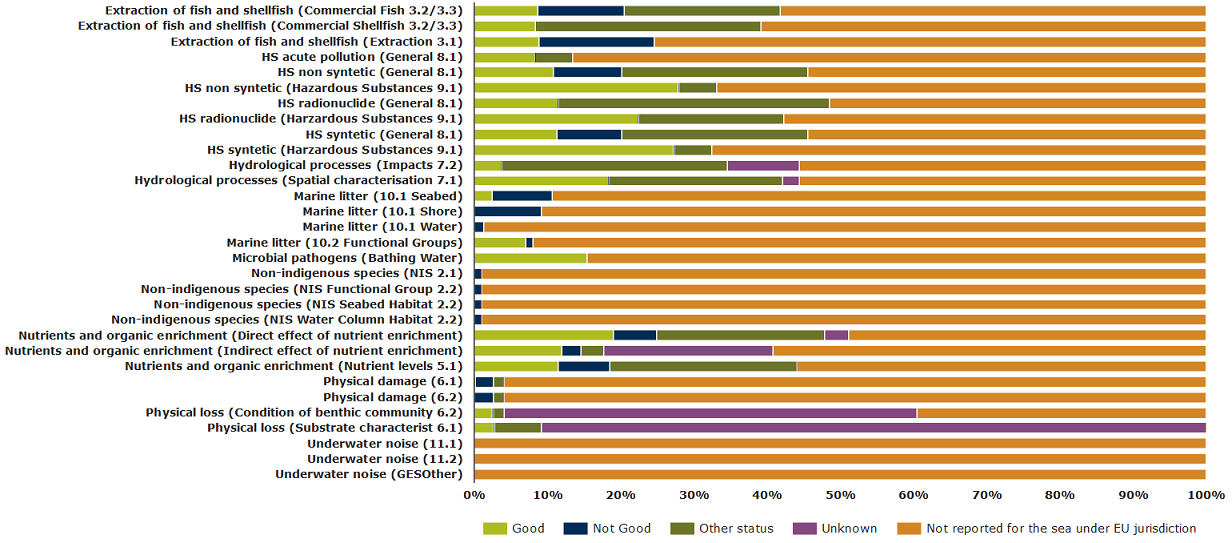 Extraction of fish and shellfish (Commercial Fish 3.2/3.3)
Extraction of fish and shellfish (Commercial Shellfish 3.2/3.3)
Extraction of fish and shellfish (Extraction 3.1)
HS acute pollution (General 8.1)
HS non syntetic (General 8.1)
HS non syntetic (Hazardous Substances 9.1)
HS radionuclide (General 8.1)
HS radionuclide (Harzardous Substances 9.1)
HS syntetic (General 8.1)
HS syntetic (Harzardous Substances 9.1)
Hydrological processes (Impacts 7.2)
Hydrological processes (Spatial characterisation 7.1)
Marine litter (10.1 Seabed)
Marine litter (10.1 Shore)
Marine litter (10.1 Water)
Marine litter (10.2 Functional Groups)
Microbial pathogens (Bathing Water)
Non-indigenous species (NIS 2.1)
Non-indigenous species (NIS Functional Group 2.2)
Non-indigenous species (NIS Seabed Habitat 2.2)
Non-indigenous species (NIS Water Column Habitat 2.2)
Nutrients and organic enrichment (Direct effect of nutrient enrichment)
Nutrients and organic enrichment (Indirect effect of nutrient enrichment)
Nutrients and organic enrichment (Nutrient levels 5.1)
Physical damage (6.1)
Physical damage (6.2)
Physical loss (Condition of benthic community 6.2)
Physical loss (Substrate characterist 6.1)
Underwater noise (11.1)
Underwater noise (11.2)
Underwater noise (GESOther)
0% 10% 20% 30% 40% 50% 60% 70% 80% 90% 100%
Good Not Good Other status Unknown Not reported for the sea under EU jurisdiction